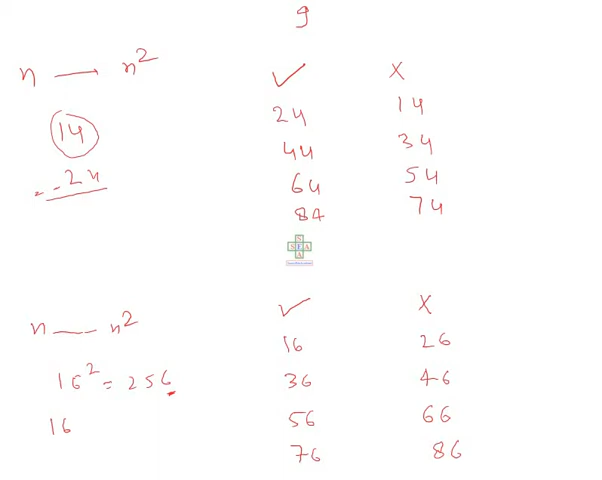 9
n → n² ✓ X
24 14
14
44 34
- - 24
64 54
84 74
S
S E A A
A
n — n² ✓ X
16 26
16² = 256 36 46
16 56 66
76 86